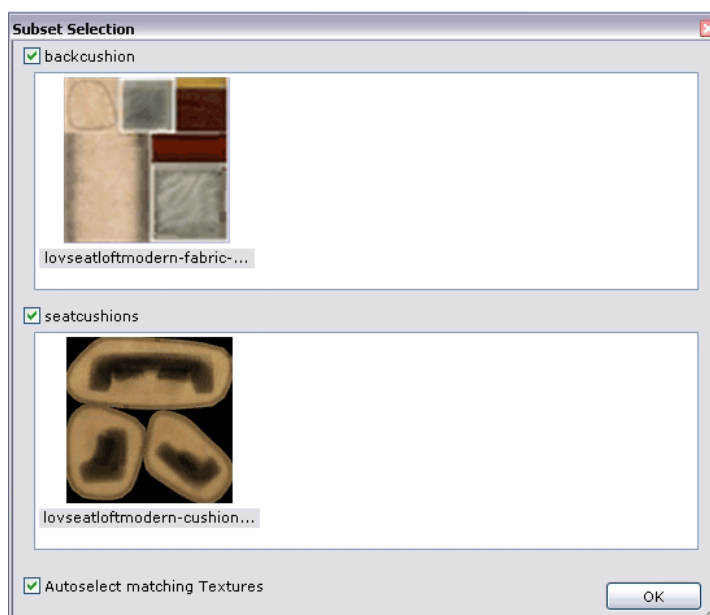 Subset Selection
backcushion
lovseatloftmodern-fabric-...
seatcushions
lovseatloftmodern-cushion...
Autoselect matching Textures
OK